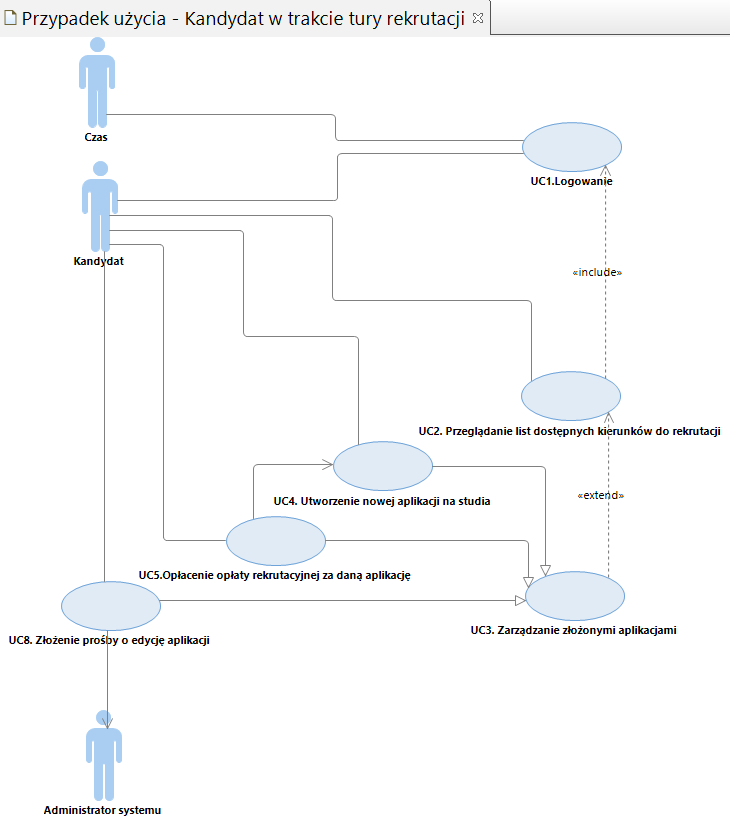 Przypadek użycia - Kandydat w trakcie tury rekrutacji
Czas
UC1.Logowanie
Kandydat
«include»
UC2. Przeglądanie list dostępnych kierunków do rekrutacji
«extend»
UC4. Utworzenie nowej aplikacji na studia
UC5.Opłacenie opłaty rekrutacyjnej za daną aplikację
UC3. Zarządzanie złożonymi aplikacjami
UC8. Złożenie prośby o edycję aplikacji
Administrator systemu